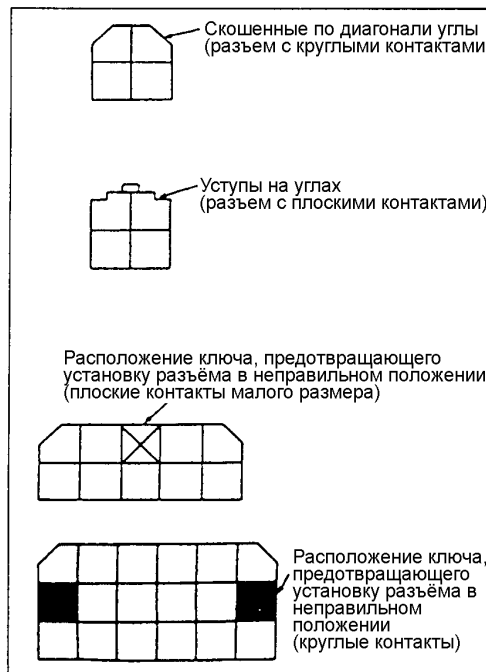 Скошенные по диагонали углы
(разъем с круглыми контактами
Уступы на углах
(разъем с плоскими контактами)
Расположение ключа, предотвращающего
установку разъёма в неправильном положении
(плоские контакты малого размера)
Расположение ключа,
предотвращающего
установку разъёма в
неправильном
положении
(круглые контакты)